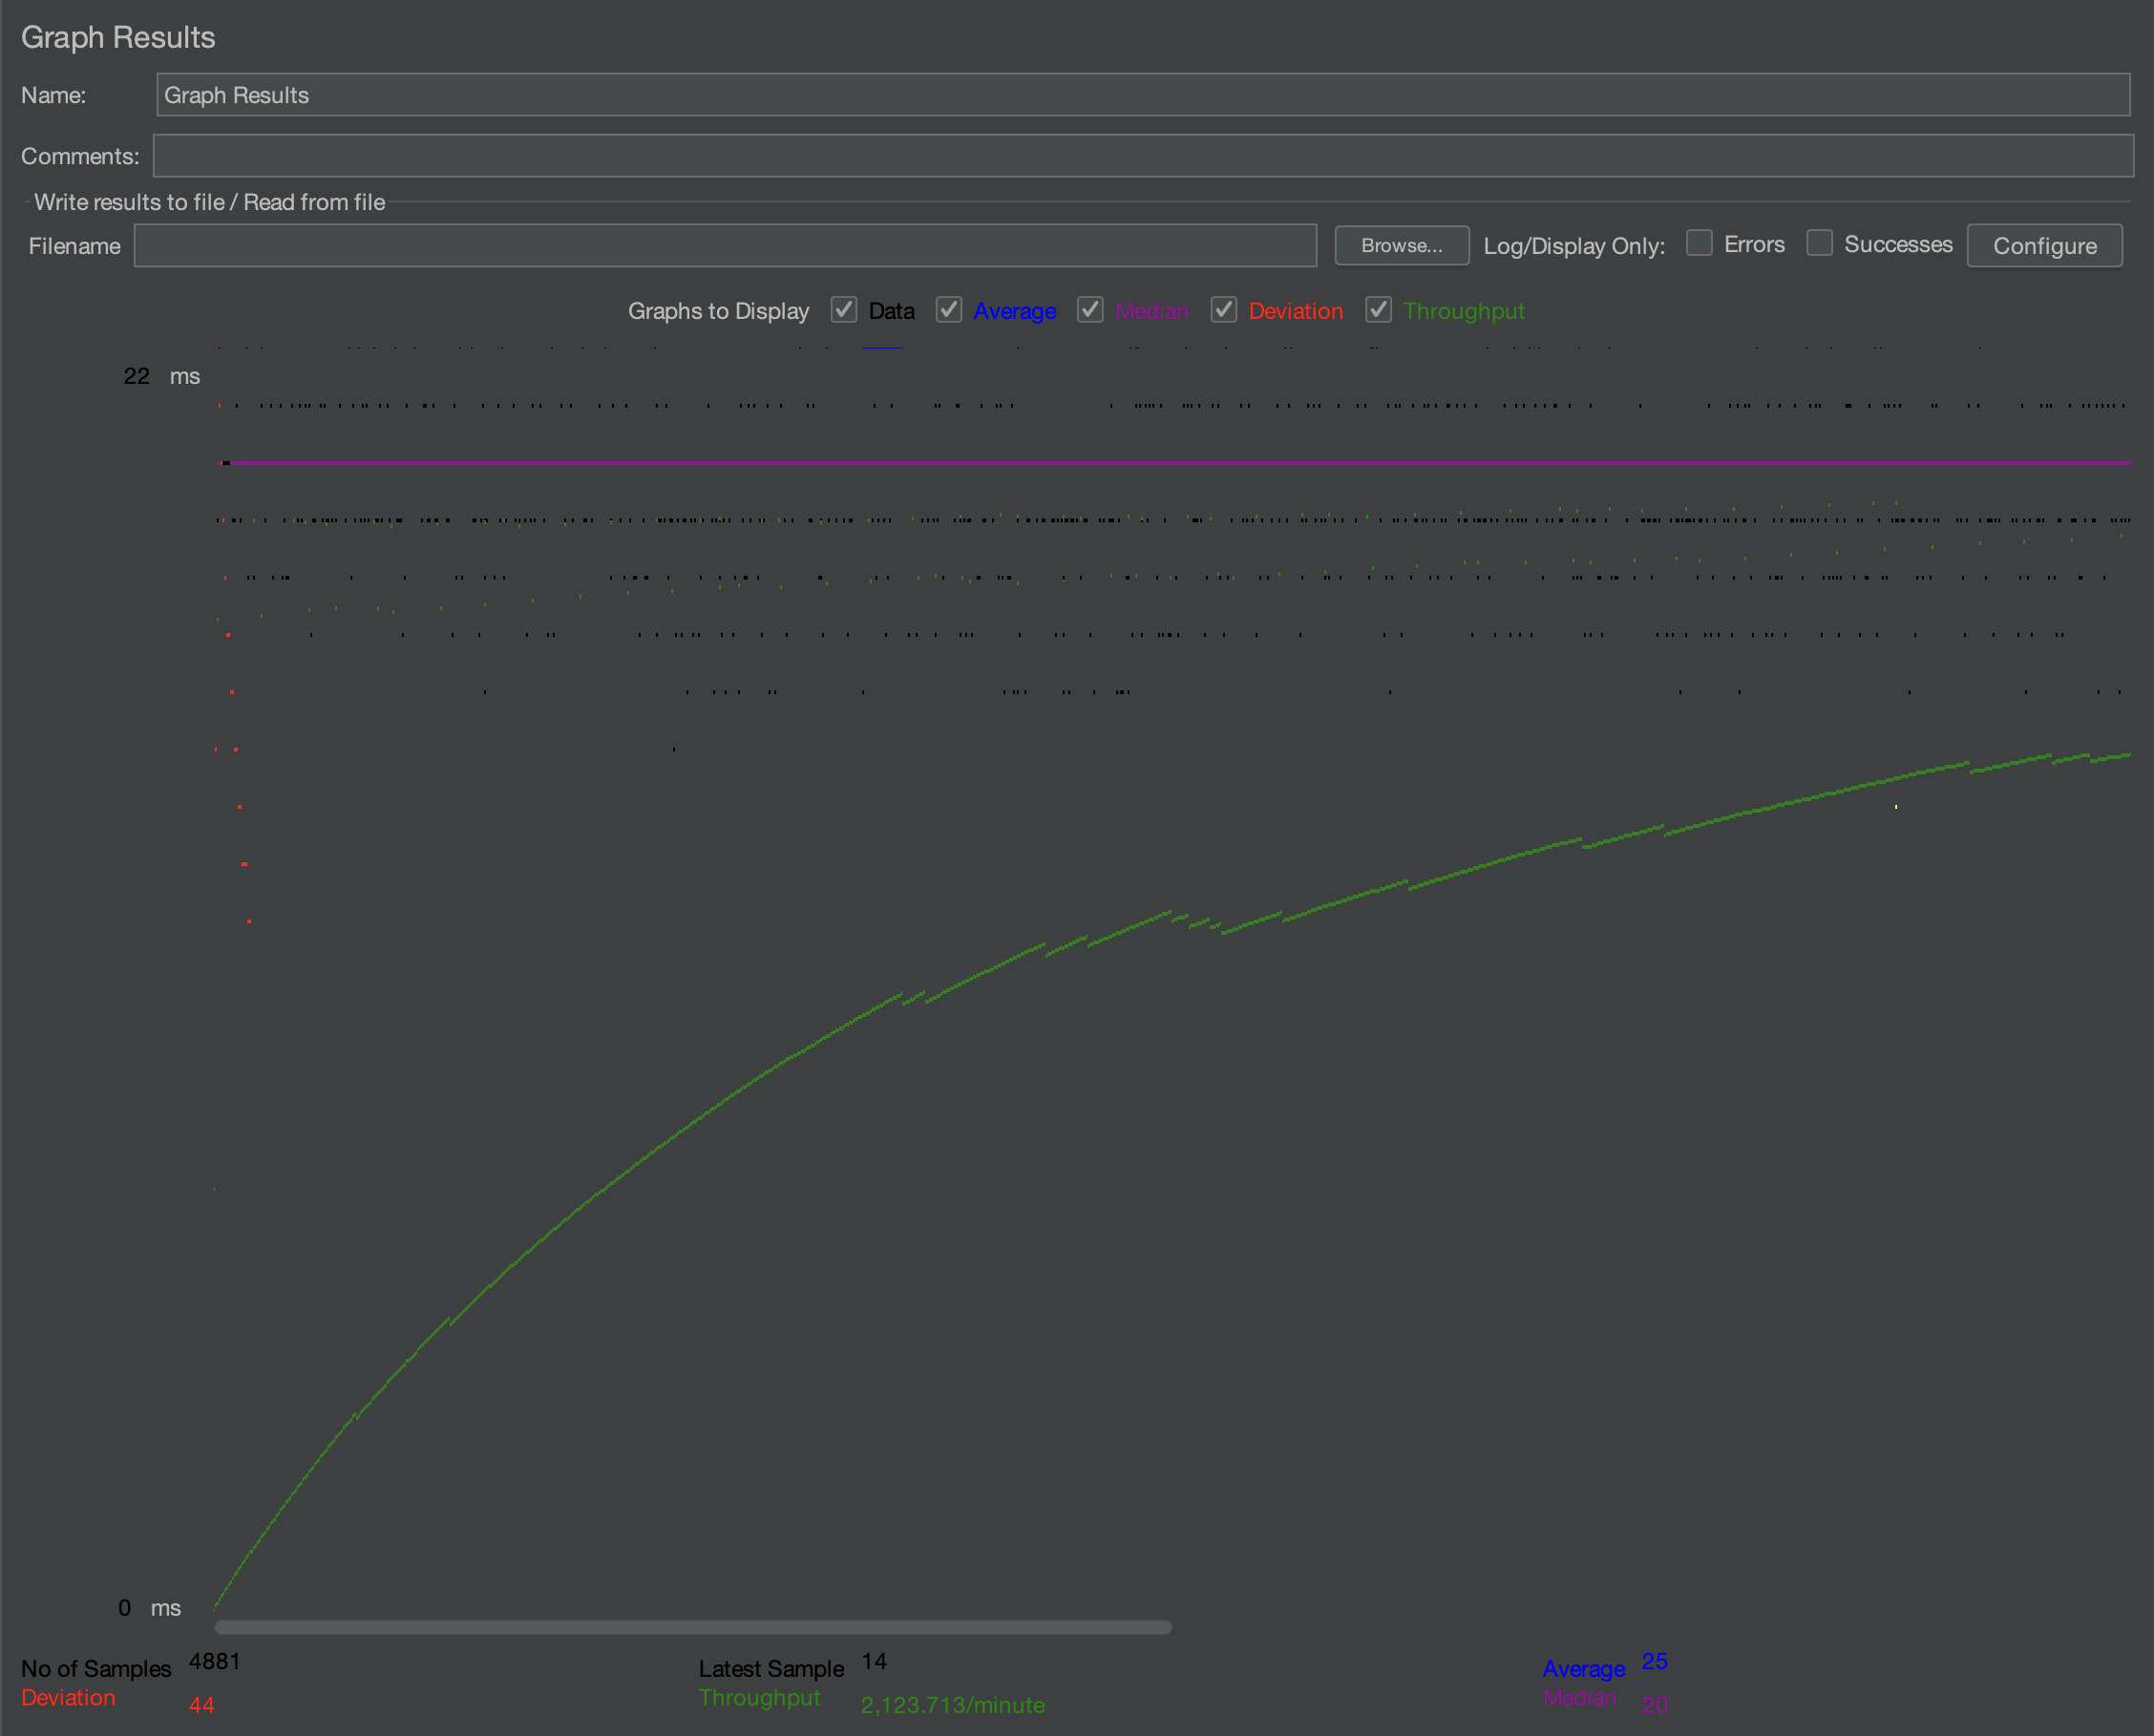 Graph Results
Name: Graph Results
Comments:
Write results to file / Read from file
Filename Browse... Log/Display Only: Errors Successes Configure
Graphs to Display Data Average Median Deviation Throughput
22 ms
0 ms
No of Samples 4881 Latest Sample 14 Average 25
Deviation 44 Throughput 2,123.713/minute Median 20